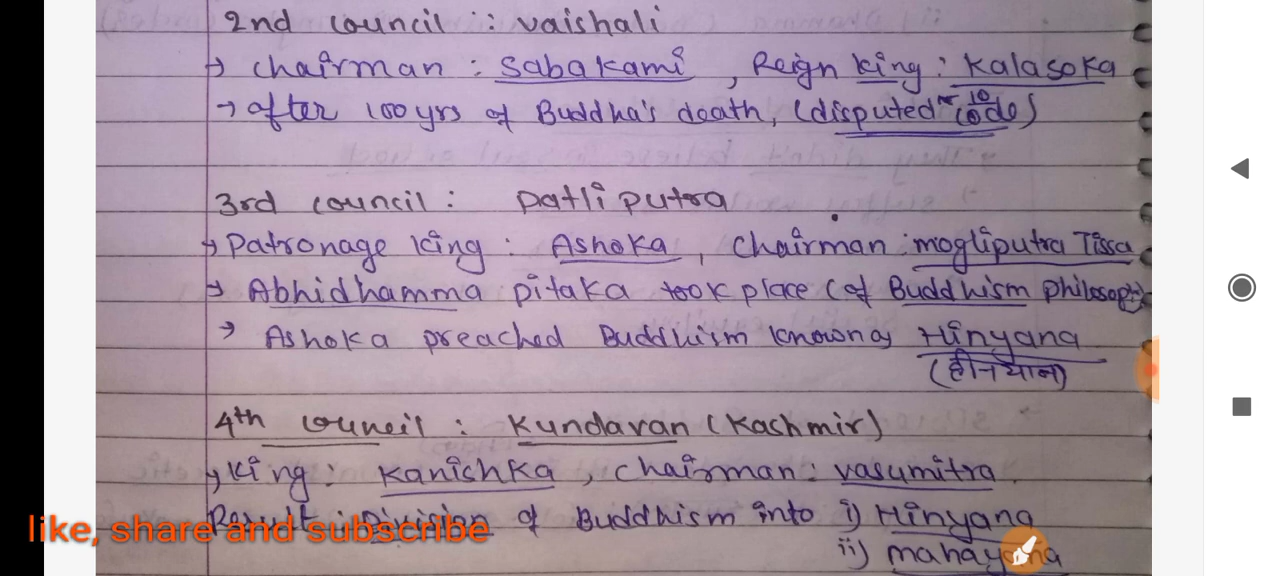 2nd council : vaishali
→ chairman : Sabakami , Reign king : Kalasoka
→ after 100 yrs of Buddha's death, (disputed 10 code)
3rd council : Patliputra
→ Patronage King : Ashoka , Chairman : mogliputra Tissa
→ Abhidhamma pitaka took place (of Buddhism philosophy)
→ Ashoka preached Buddhism known as Hinyana
(हीनयान)
4th council : Kundavan (Kashmir)
→ King : Kanishka , Chairman : vasumitra
Result : Division of Buddhism into i) Hinyana
ii) mahayana
like, share and subscribe